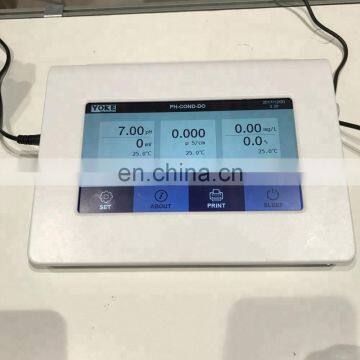 YOKE PH-COND-DO
7.00 pH 0.000 0.00 mg/L
0 mV μ S/cm 0.0 %
25.0°C 25.0°C 25.0°C
SET ABOUT PRINT SLEEP
en.china.cn